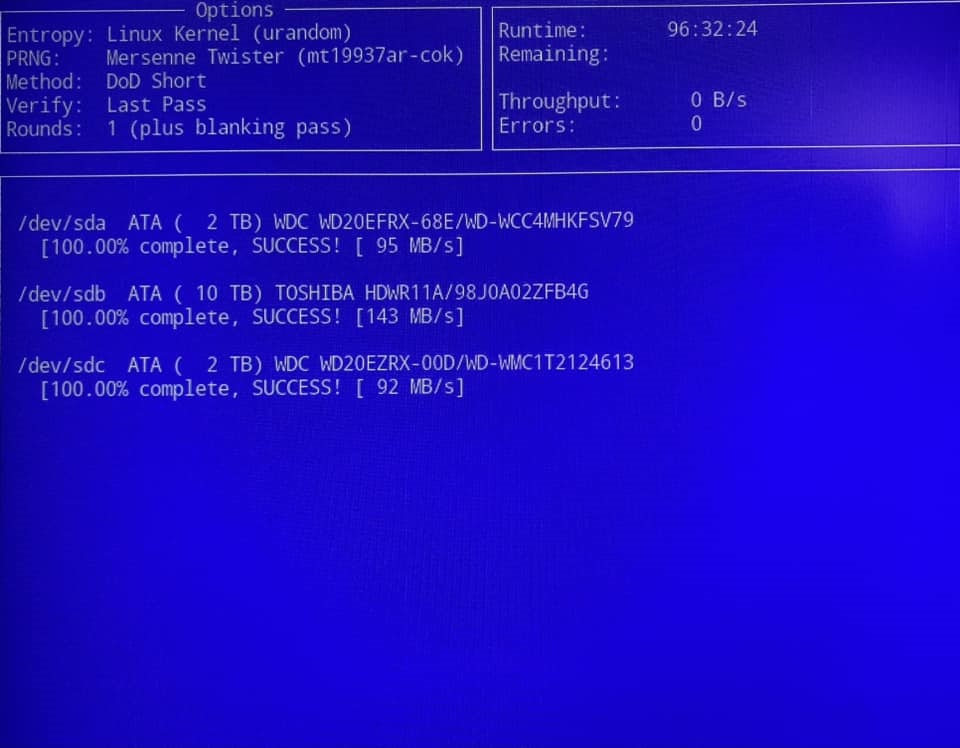 Options
Entropy: Linux Kernel (urandom)
PRNG: Mersenne Twister (mt19937ar-cok)
Method: DoD Short
Verify: Last Pass
Rounds: 1 (plus blanking pass)
Runtime: 96:32:24
Remaining:
Throughput: 0 B/s
Errors: 0
/dev/sda ATA ( 2 TB) WDC WD20EFRX-68E/WD-WCC4MHKFSV79
[100.00% complete, SUCCESS! [ 95 MB/s]
/dev/sdb ATA ( 10 TB) TOSHIBA HDWR11A/98J0A02ZFB4G
[100.00% complete, SUCCESS! [143 MB/s]
/dev/sdc ATA ( 2 TB) WDC WD20EZRX-00D/WD-WMC1T2124613
[100.00% complete, SUCCESS! [ 92 MB/s]